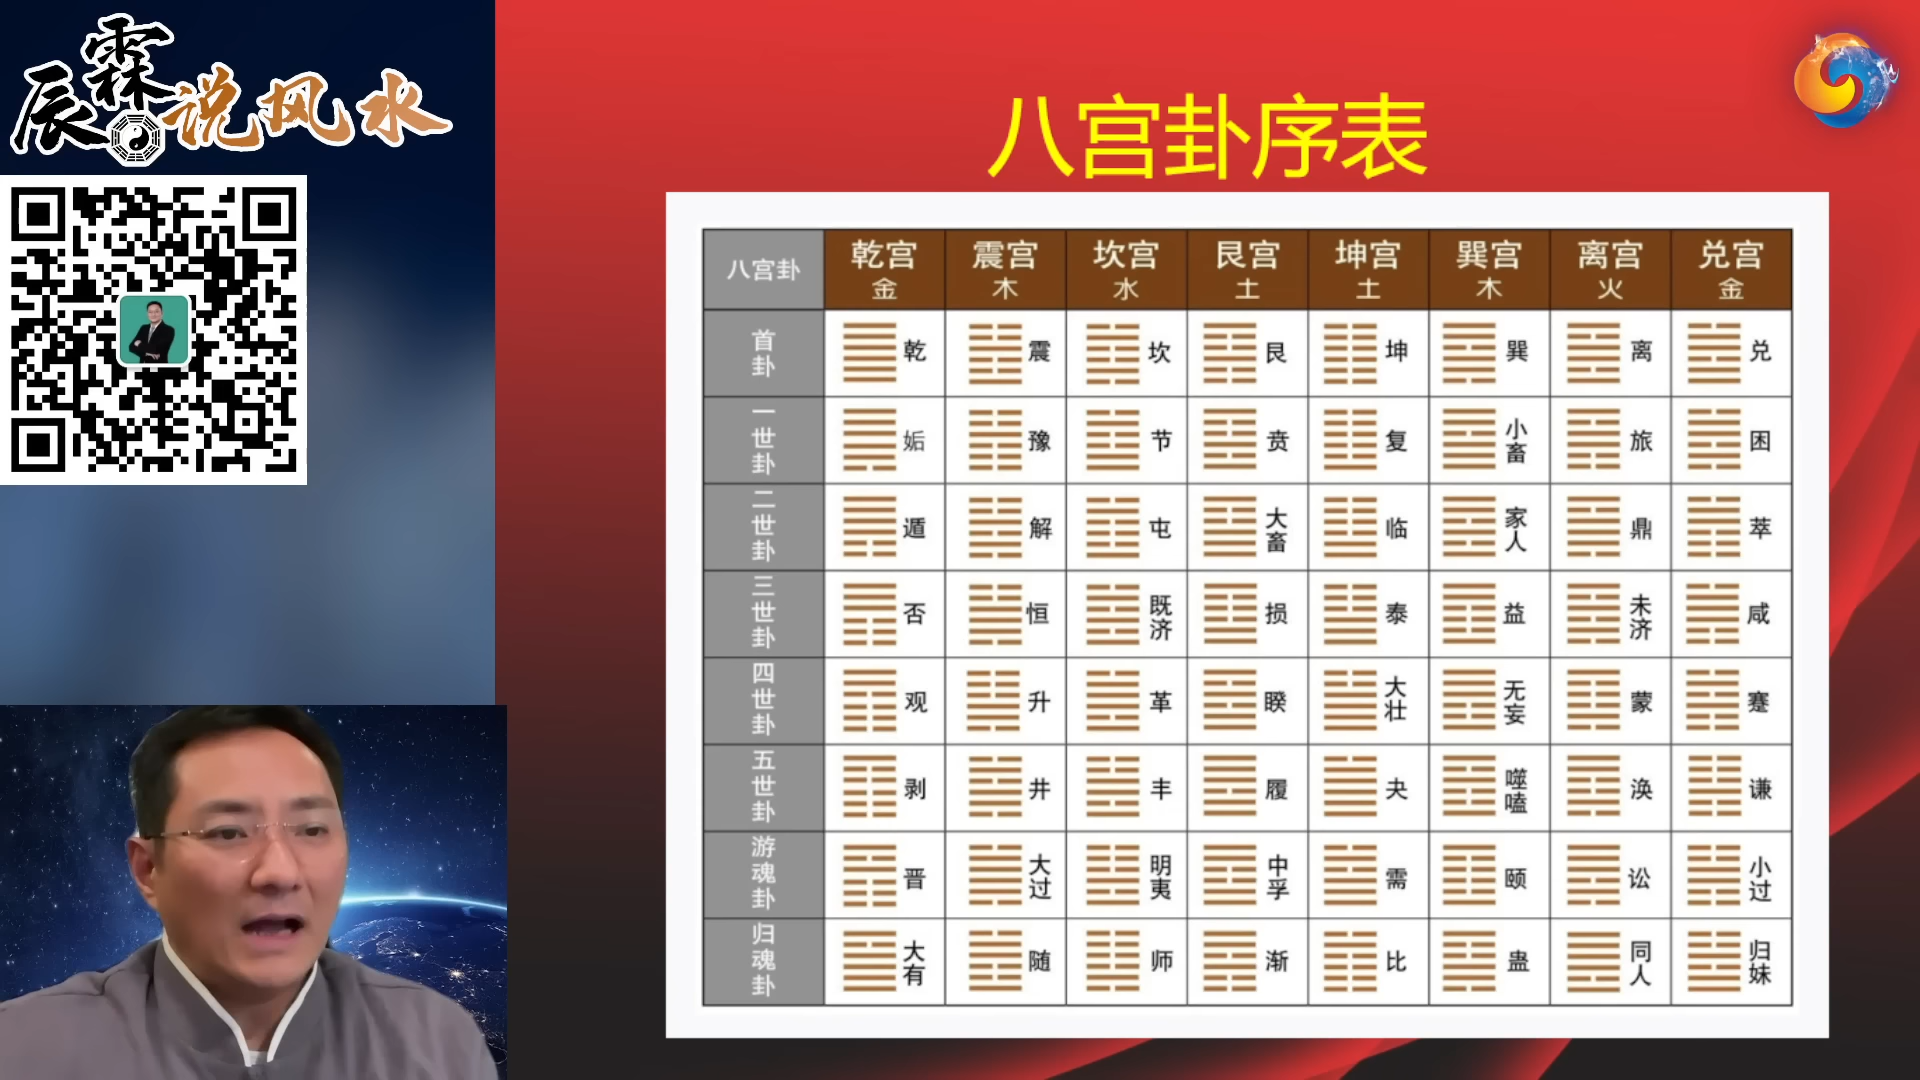 辰霖说风水
八宫卦序表
八宫卦 乾宫 金 震宫 木 坎宫 水 艮宫 土 坤宫 土 巽宫 木 离宫 火 兑宫 金
首卦 乾 震 坎 艮 坤 巽 离 兑
一世卦 姤 豫 节 贲 复 小畜 旅 困
二世卦 遁 解 屯 大畜 临 家人 鼎 萃
三世卦 否 恒 既济 损 泰 益 未济 咸
四世卦 观 升 革 睽 大壮 无妄 蒙 蹇
五世卦 剥 井 丰 履 夬 噬嗑 涣 谦
游魂卦 晋 大过 明夷 中孚 需 颐 讼 小过
归魂卦 大有 随 师 渐 比 蛊 同人 归妹